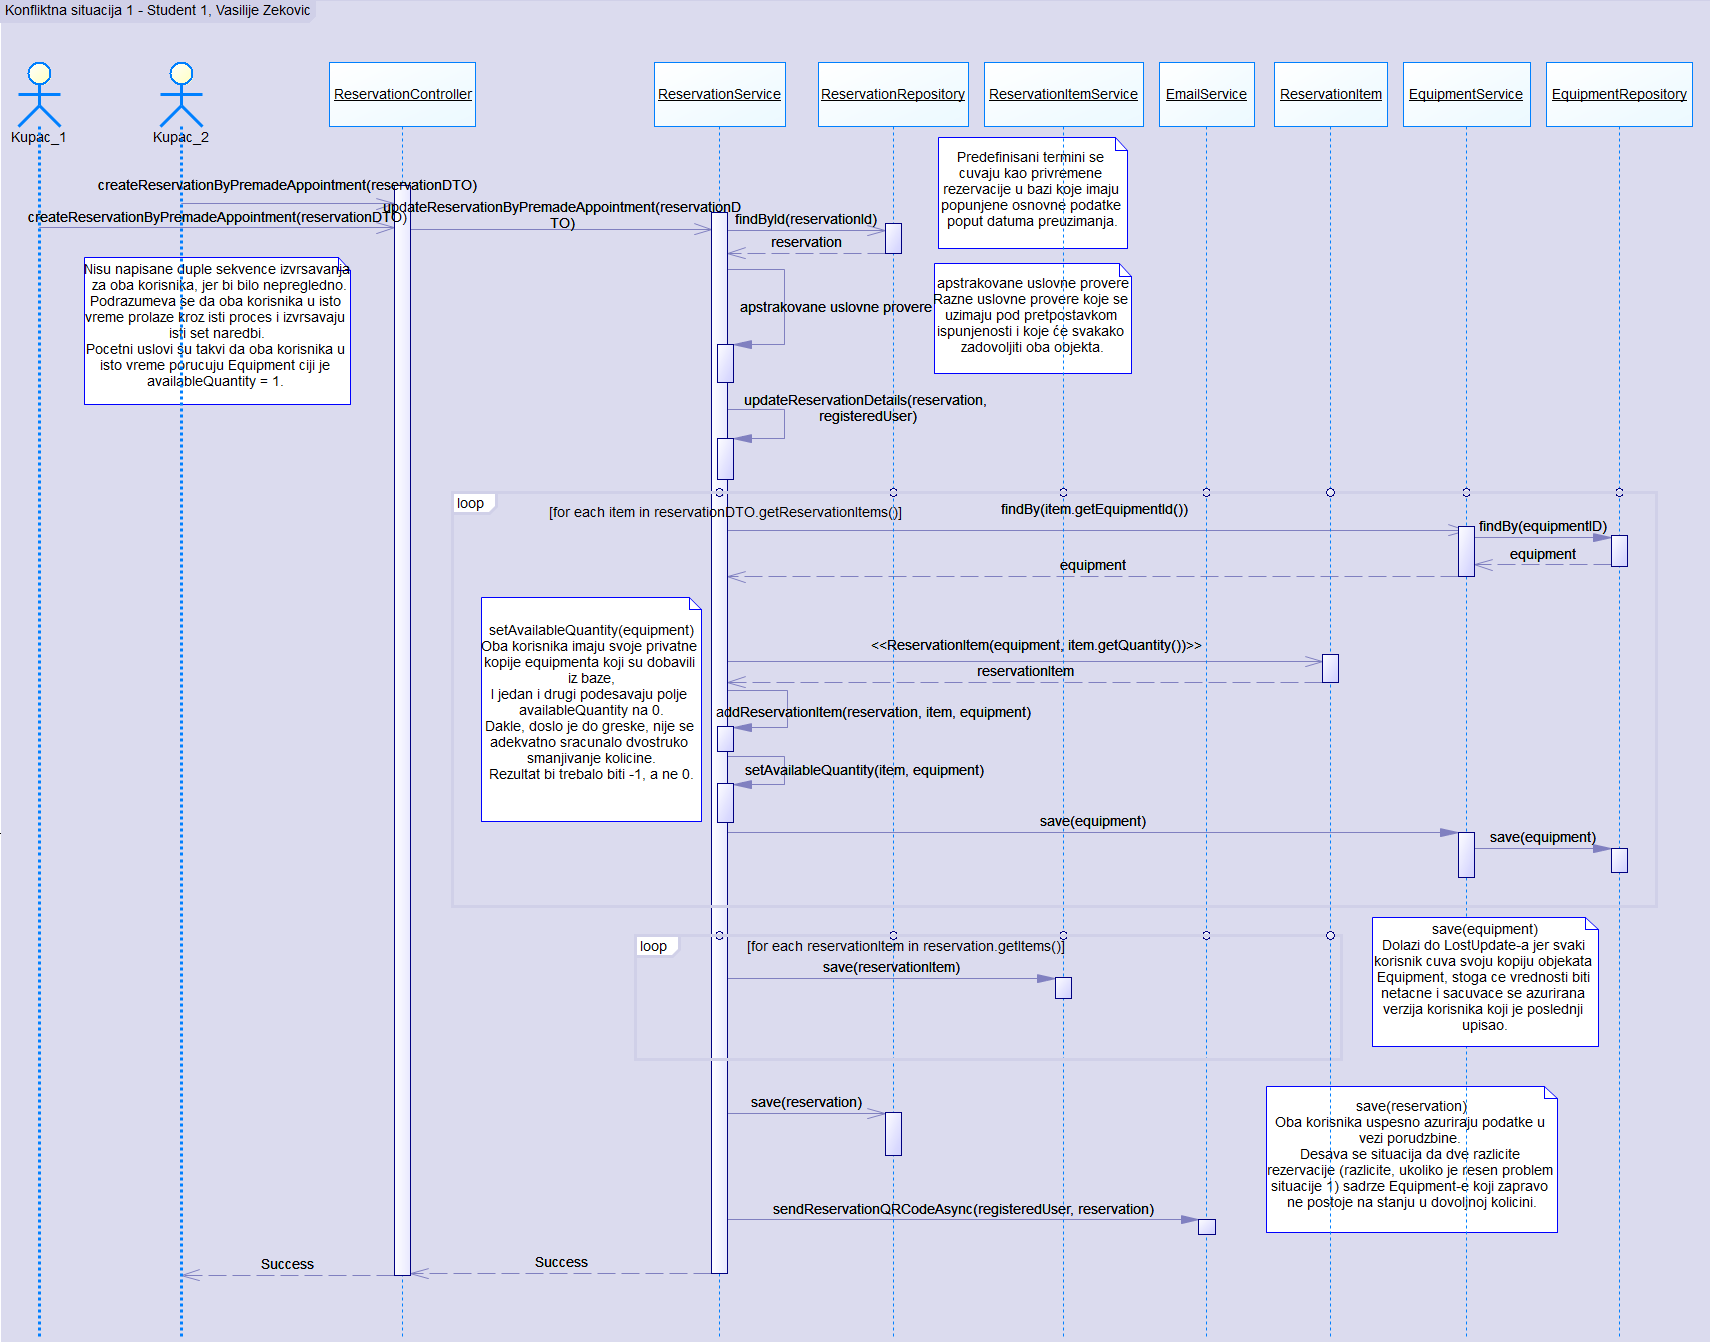 Konfliktna situacija 1 - Student 1, Vasilije Zekovic
Kupac_1
Kupac_2
ReservationController
ReservationService
ReservationRepository
ReservationItemService
EmailService
ReservationItem
EquipmentService
EquipmentRepository
Predefinisani termini se
cuvaju kao privremene
rezervacije u bazi koje imaju
popunjene osnovne podatke
poput datuma preuzimanja.
createReservationByPremadeAppointment(reservationDTO)
createReservationByPremadeAppointment(reservationDTO)
updateReservationByPremadeAppointment(reservationD
TO)
findById(reservationId)
reservation
Nisu napisane duple sekvence izvrsavanja
za oba korisnika, jer bi bilo nepregledno.
Podrazumeva se da oba korisnika u isto
vreme prolaze kroz isti proces i izvrsavaju
isti set naredbi.
Pocetni uslovi su takvi da oba korisnika u
isto vreme porucuju Equipment ciji je
availableQuantity = 1.
apstrakovane uslovne provere
apstrakovane uslovne provere
Razne uslovne provere koje se
uzimaju pod pretpostavkom
ispunjenosti i koje će svakako
zadovoljiti oba objekta.
updateReservationDetails(reservation,
registeredUser)
loop
[for each item in reservationDTO.getReservationItems()]
findBy(item.getEquipmentId())
findBy(equipmentID)
equipment
equipment
setAvailableQuantity(equipment)
Oba korisnika imaju svoje privatne
kopije equipmenta koji su dobavili
iz baze,
I jedan i drugi podesavaju polje
availableQuantity na 0.
Dakle, doslo je do greske, nije se
adekvatno sracunalo dvostruko
smanjivanje kolicine.
Rezultat bi trebalo biti -1, a ne 0.
<<ReservationItem(equipment, item.getQuantity())>>
reservationItem
addReservationItem(reservation, item, equipment)
setAvailableQuantity(item, equipment)
save(equipment)
save(equipment)
save(equipment)
Dolazi do LostUpdate-a jer svaki
korisnik cuva svoju kopiju objekata
Equipment, stoga ce vrednosti biti
netacne i sacuvace se azurirana
verzija korisnika koji je poslednji
upisao.
loop
[for each reservationItem in reservation.getItems()]
save(reservationItem)
save(reservation)
save(reservation)
Oba korisnika uspesno azuriraju podatke u
vezi porudzbine.
Desava se situacija da dve razlicite
rezervacije (razlicite, ukoliko je resen problem
situacije 1) sadrze Equipment-e koji zapravo
ne postoje na stanju u dovoljnoj kolicini.
sendReservationQRCodeAsync(registeredUser, reservation)
Success
Success